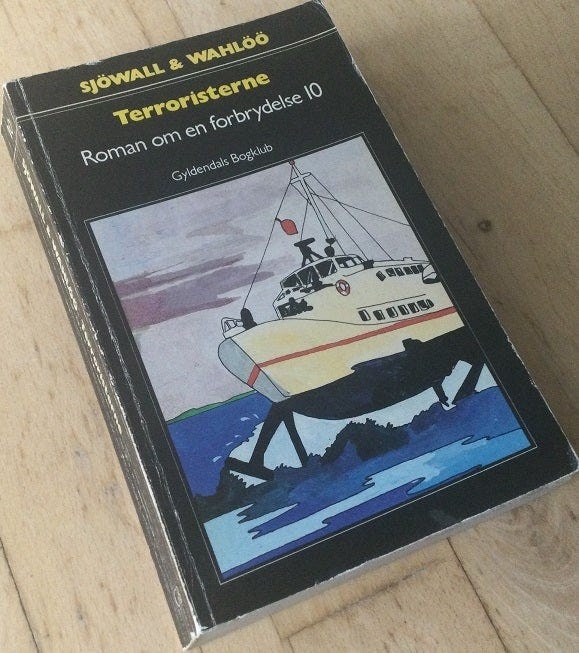 SJÖWALL & WAHLÖÖ
Terroristerne
Roman om en forbrydelse 10
Gyldendals Bogklub